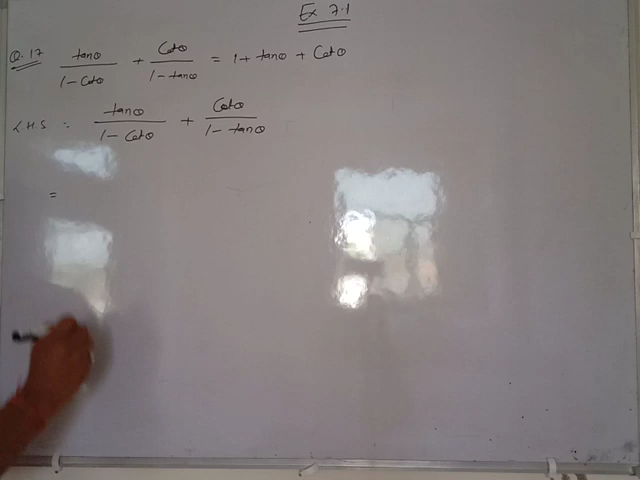 Ex 7.1
Q.17 tanθ/1-Cotθ + Cotθ/1-tanθ = 1+tanθ+Cotθ
L.H.S = tanθ/1-Cotθ + Cotθ/1-tanθ
=